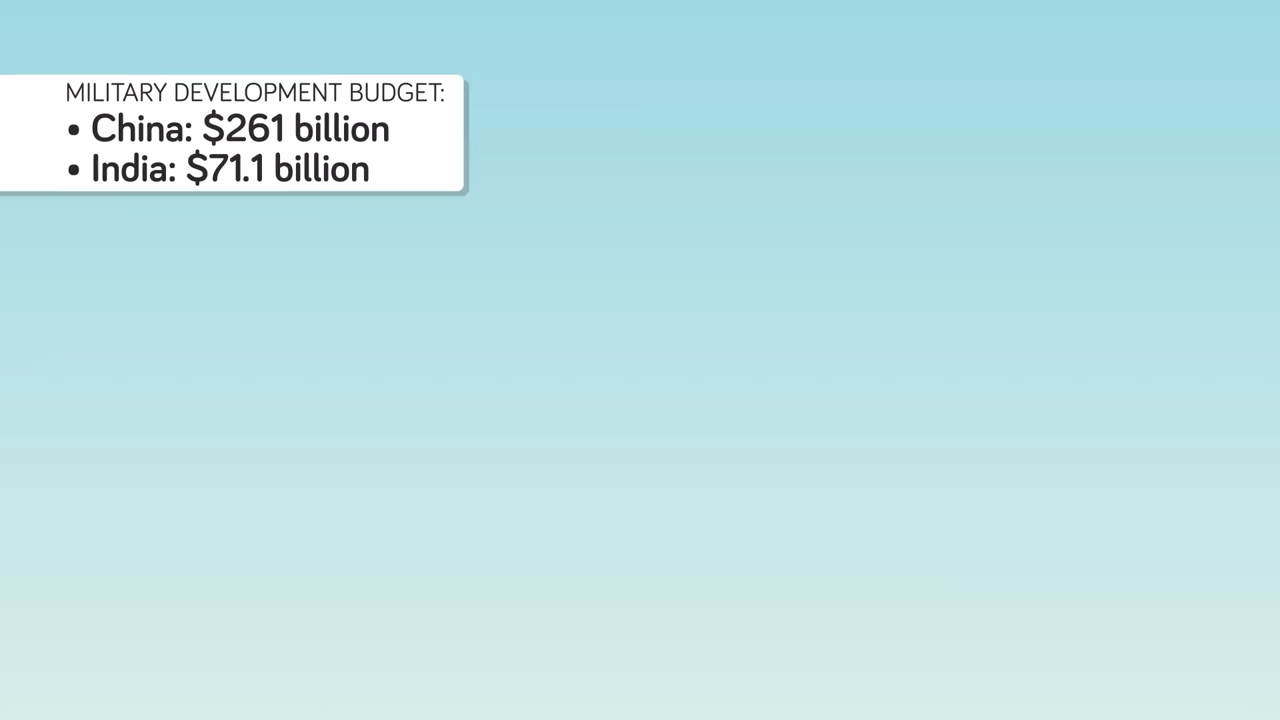 MILITARY DEVELOPMENT BUDGET:
• China: $261 billion
• India: $71.1 billion